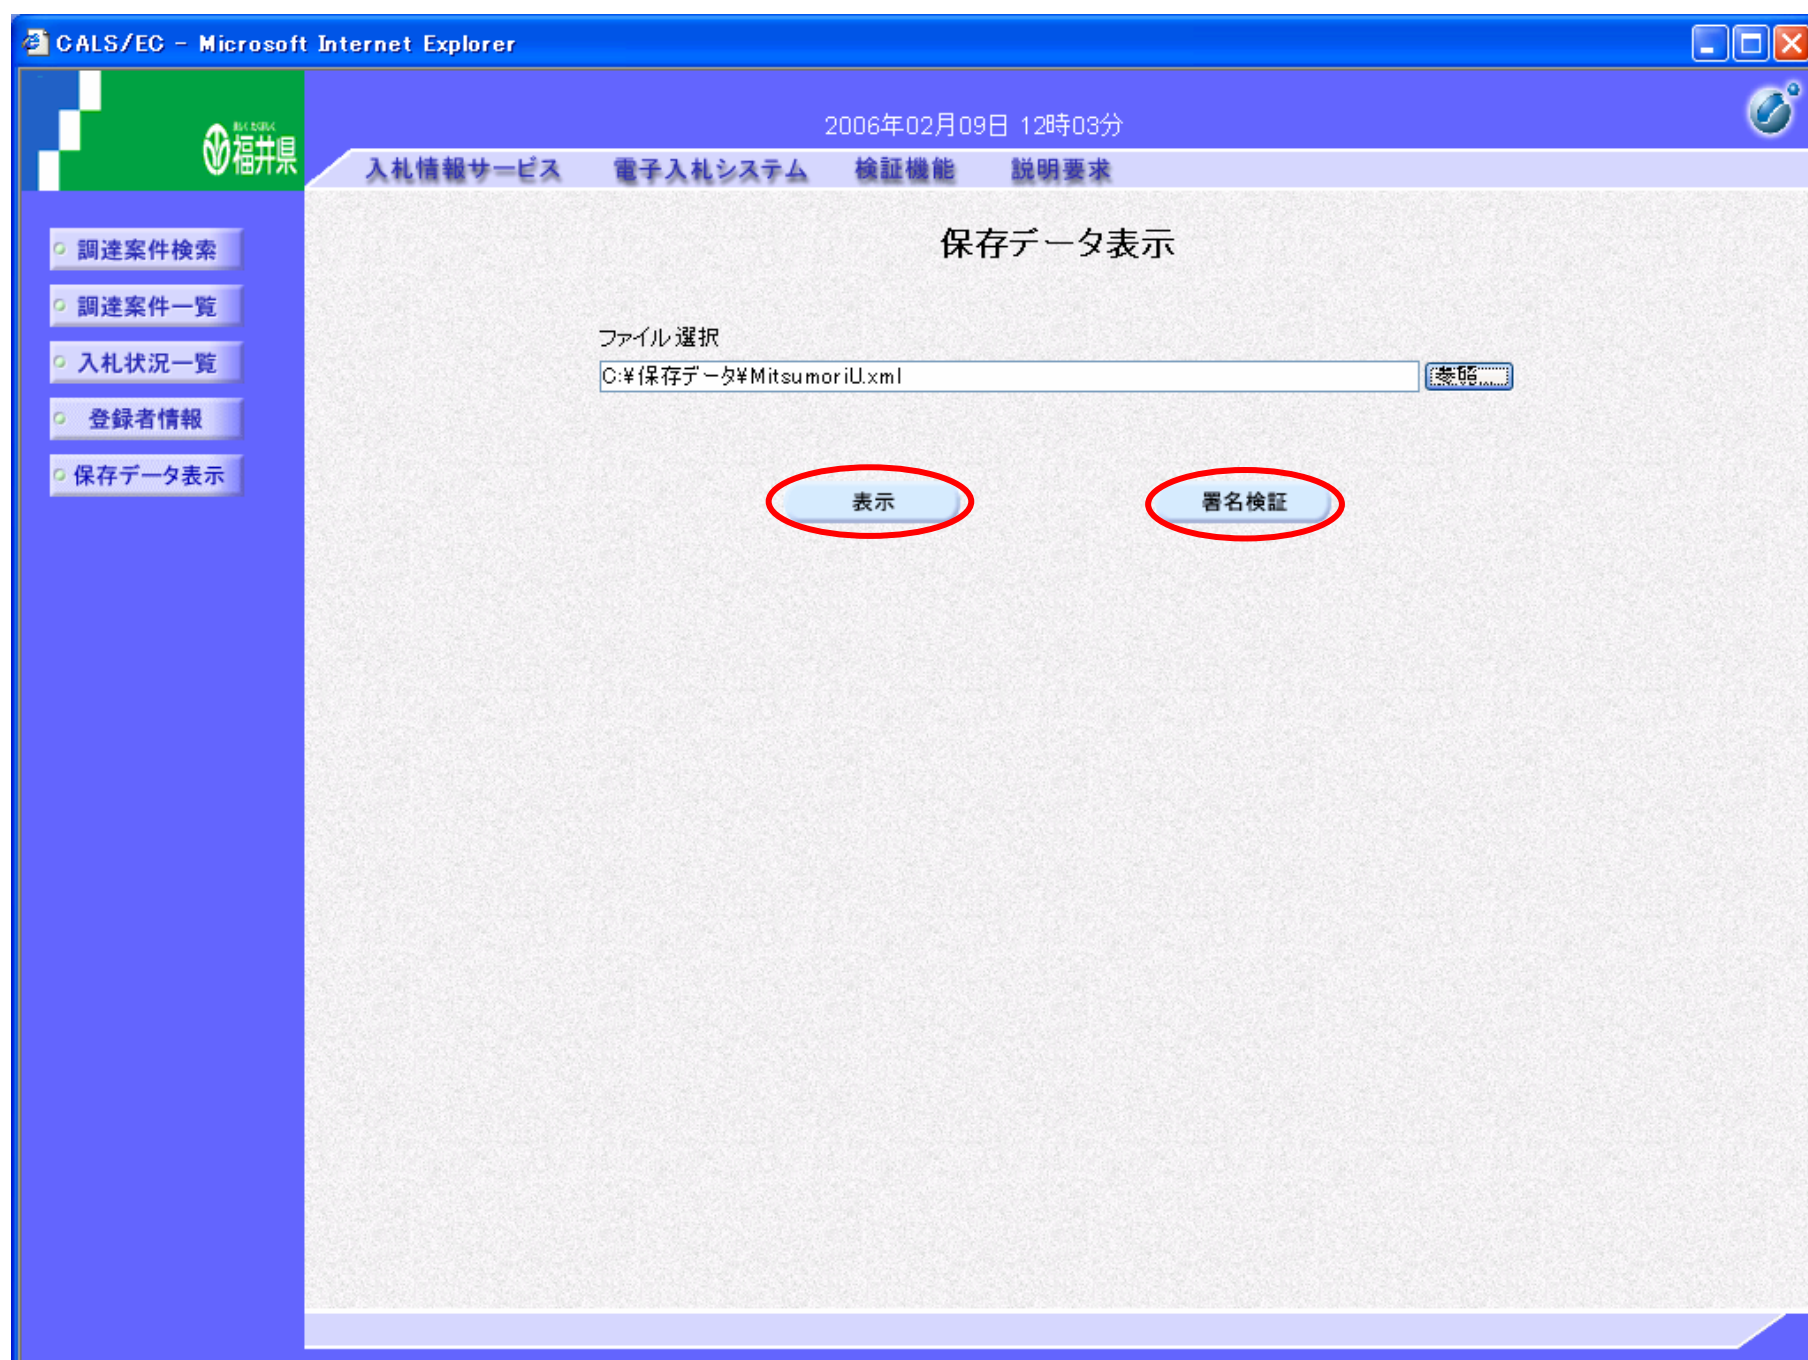 CALS/EC - Microsoft Internet Explorer
福井県
2006年02月09日 12時03分
入札情報サービス 電子入札システム 検証機能 説明要求
調達案件検索
調達案件一覧
入札状況一覧
登録者情報
保存データ表示
保存データ表示
ファイル選択
C:¥保存データ¥MitsumoriU.xml
参照...
表示
署名検証